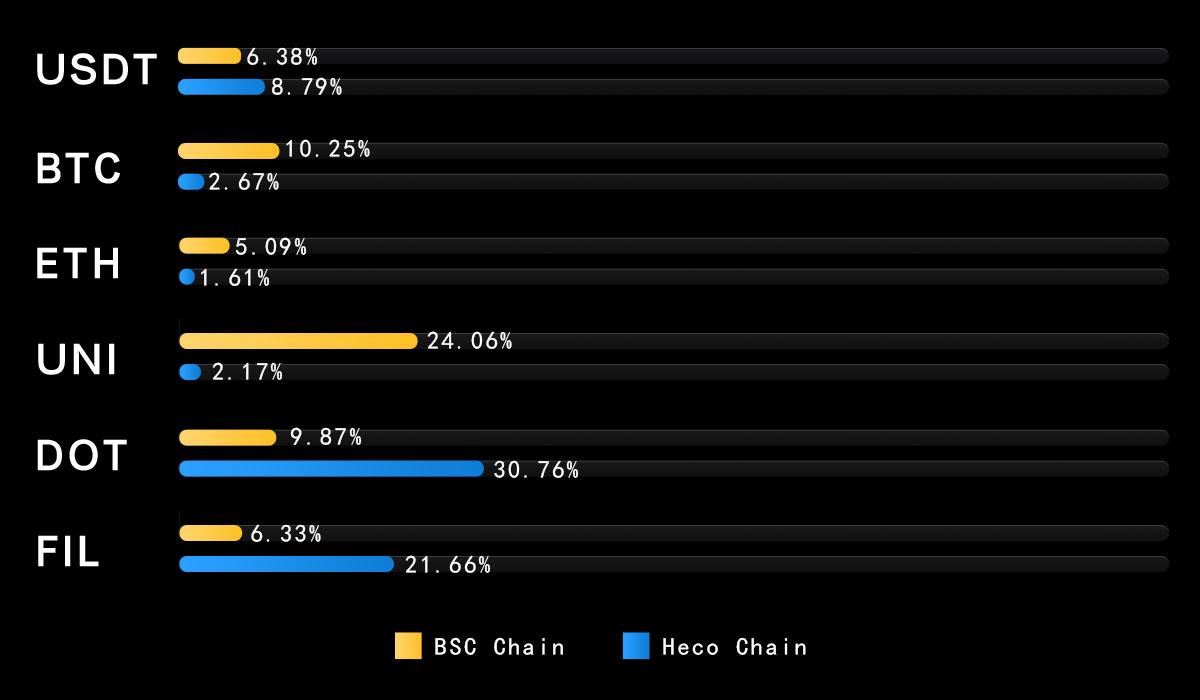 USDT
6.38%
8.79%
BTC
10.25%
2.67%
ETH
5.09%
1.61%
UNI
24.06%
2.17%
DOT
9.87%
30.76%
FIL
6.33%
21.66%
BSC Chain
Heco Chain